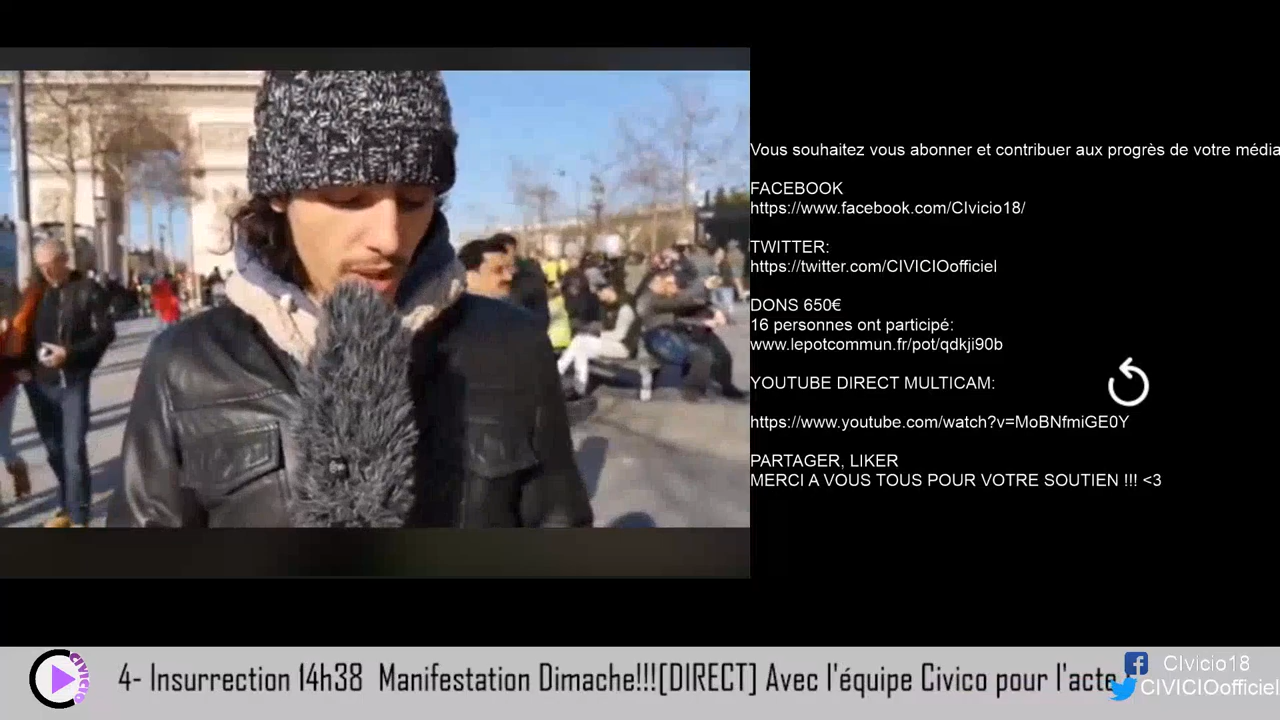 Vous souhaitez vous abonner et contribuer aux progrès de votre média
FACEBOOK
https://www.facebook.com/CIvicio18/
TWITTER:
https://twitter.com/CIVICIOofficiel
DONS 650€
16 personnes ont participé:
www.lepotcommun.fr/pot/qdkji90b
YOUTUBE DIRECT MULTICAM:
https://www.youtube.com/watch?v=MoBNfmiGE0Y
PARTAGER, LIKER
MERCI A VOUS TOUS POUR VOTRE SOUTIEN !!! <3
CIVICIO
4- Insurrection 14h38 Manifestation Dimache!!![DIRECT] Avec l'équipe Civico pour l'acte
CIvicio18
CIVICIOofficiel